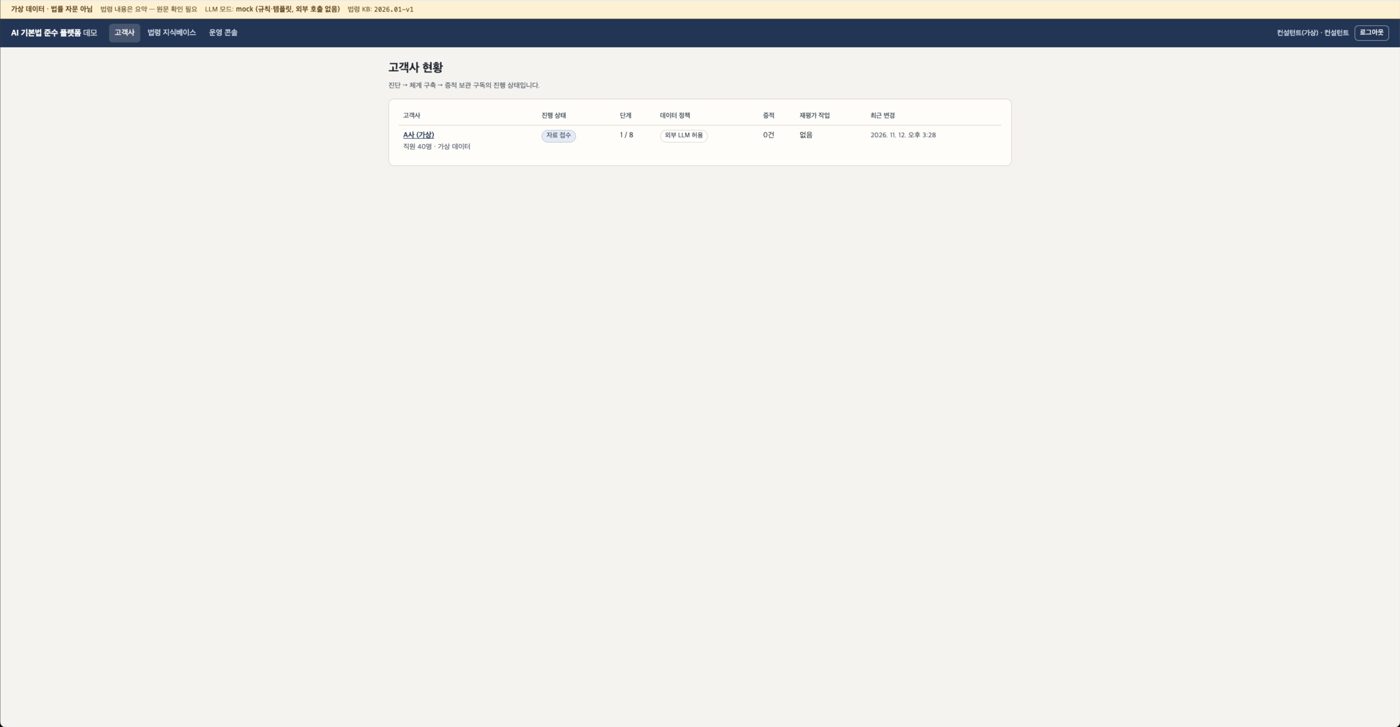 가상 데이터 · 법률 자문 아님 법령 내용은 요약 — 원문 확인 필요 LLM 모드: mock (규칙·템플릿, 외부 호출 없음) 법령 KB: 2026.01-v1
AI 기본법 준수 플랫폼 데모 고객사 법령 지식베이스 운영 콘솔 컨설턴트(가상) · 컨설턴트 로그아웃
고객사 현황
진단 → 체계 구축 → 증적 보관 구독의 진행 상태입니다.
고객사 진행 상태 단계 데이터 정책 증적 재평가 작업 최근 변경
A사 (가상) 자료 접수 1 / 8 외부 LLM 허용 0건 없음 2026. 11. 12. 오후 3:28
직원 40명 · 가상 데이터